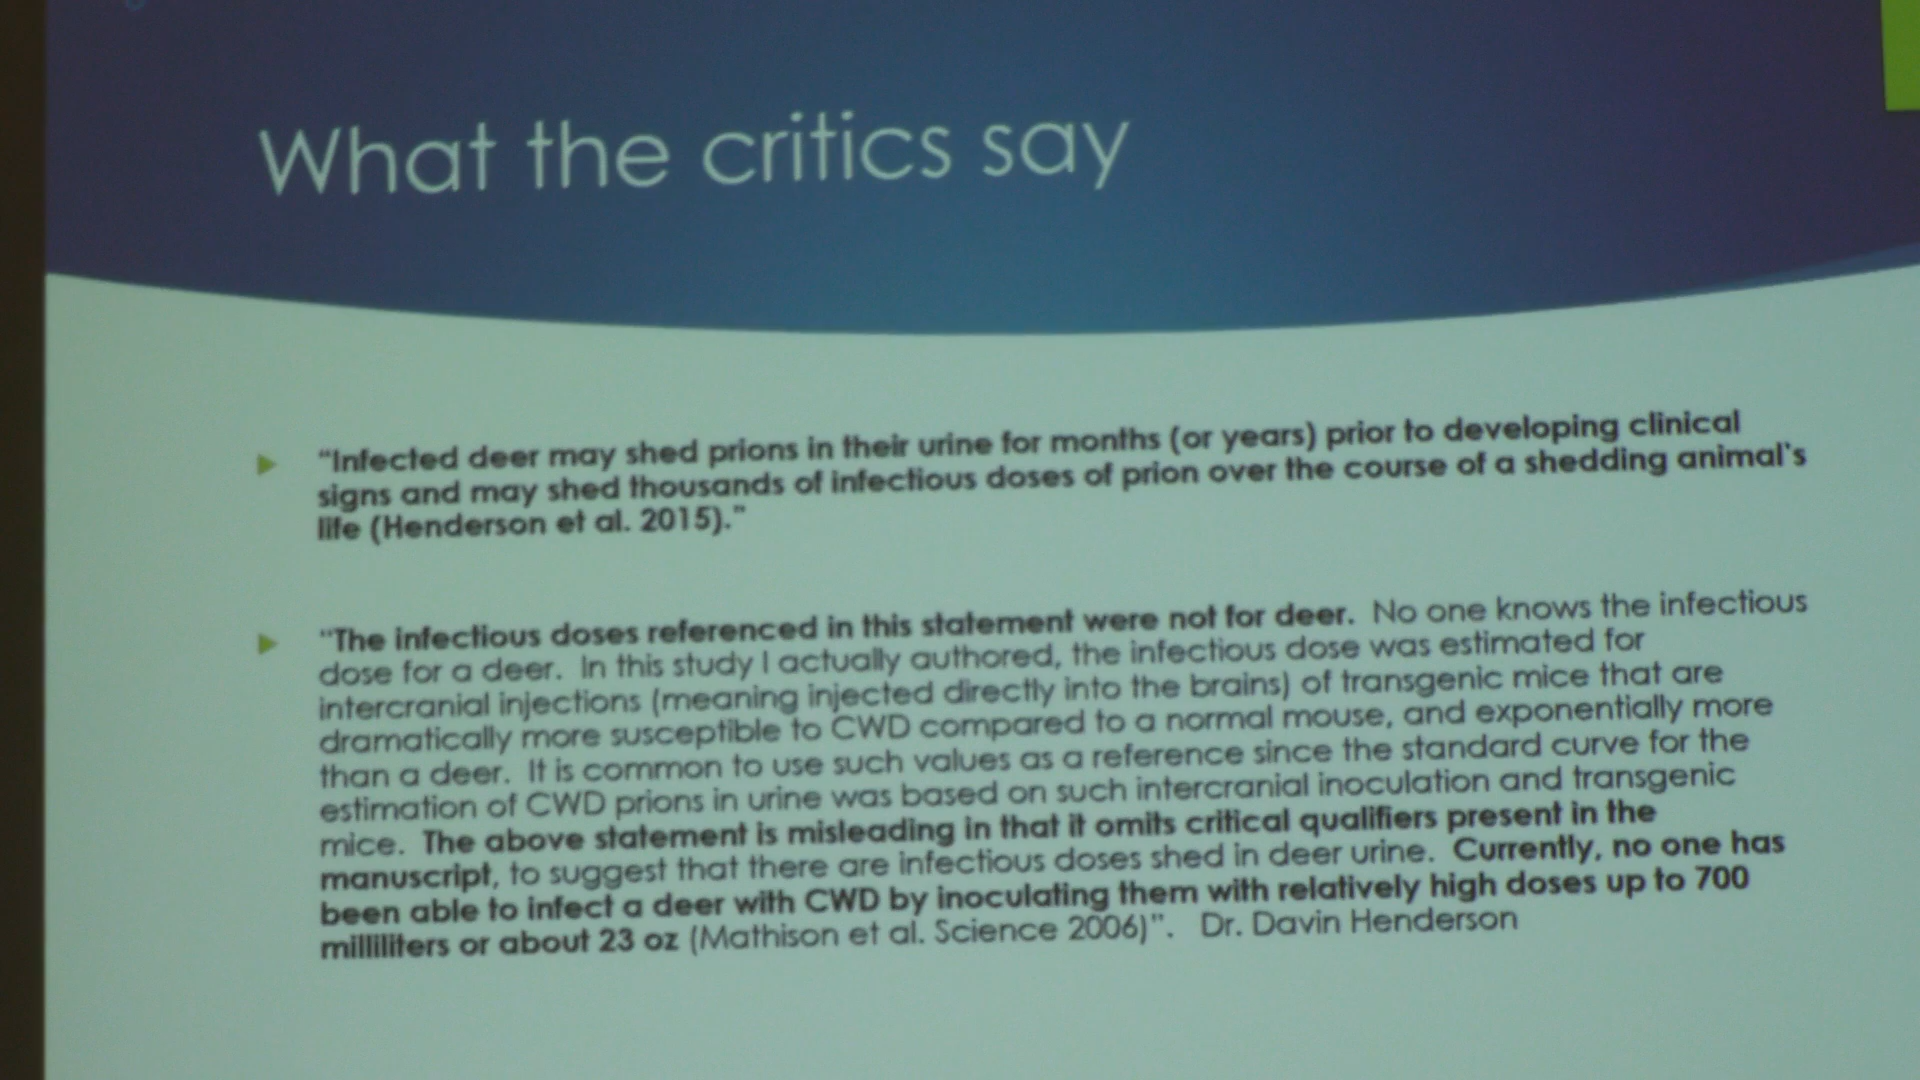 What the critics say
“Infected deer may shed prions in their urine for months (or years) prior to developing clinical
signs and may shed thousands of infectious doses of prion over the course of a shedding animal's
life (Henderson et al. 2015).”
“The infectious doses referenced in this statement were not for deer. No one knows the infectious
dose for a deer. In this study I actually authored, the infectious dose was estimated for
intercranial injections (meaning injected directly into the brains) of transgenic mice that are
dramatically more susceptible to CWD compared to a normal mouse, and exponentially more
than a deer. It is common to use such values as a reference since the standard curve for the
estimation of CWD prions in urine was based on such intercranial inoculation and transgenic
mice. The above statement is misleading in that it omits critical qualifiers present in the
manuscript, to suggest that there are infectious doses shed in deer urine. Currently, no one has
been able to infect a deer with CWD by inoculating them with relatively high doses up to 700
milliliters or about 23 oz (Mathison et al. Science 2006)”. Dr. Davin Henderson